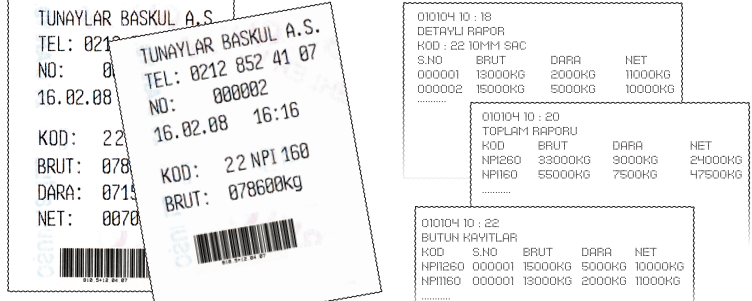 TUNAYLAR BASKUL A.S.
TEL: 0212
NO:
16.02.08
KOD: 22
BRUT: 078
DARA: 0715
NET: 0070
TUNAYLAR BASKUL A.S.
TEL: 0212 852 41 07
NO: 000002
16.02.08 16:16
KOD: 22 NPI 160
BRUT: 078600kg
010104 10 : 18
DETAYLI RAPOR
KOD : 22 10MM SAC
S.NO BRUT DARA NET
000001 13000KG 2000KG 11000KG
000002 15000KG 5000KG 10000KG
...........
010104 10 : 20
TOPLAM RAPORU
KOD BRUT DARA NET
NPI260 33000KG 9000KG 24000KG
NPI160 55000KG 7500KG 47500KG
...........
010104 10 : 22
BUTUN KAYITLAR
KOD S.NO BRUT DARA NET
NPI1260 000001 15000KG 5000KG 10000KG
NPI1160 000001 13000KG 2000KG 11000KG
...........